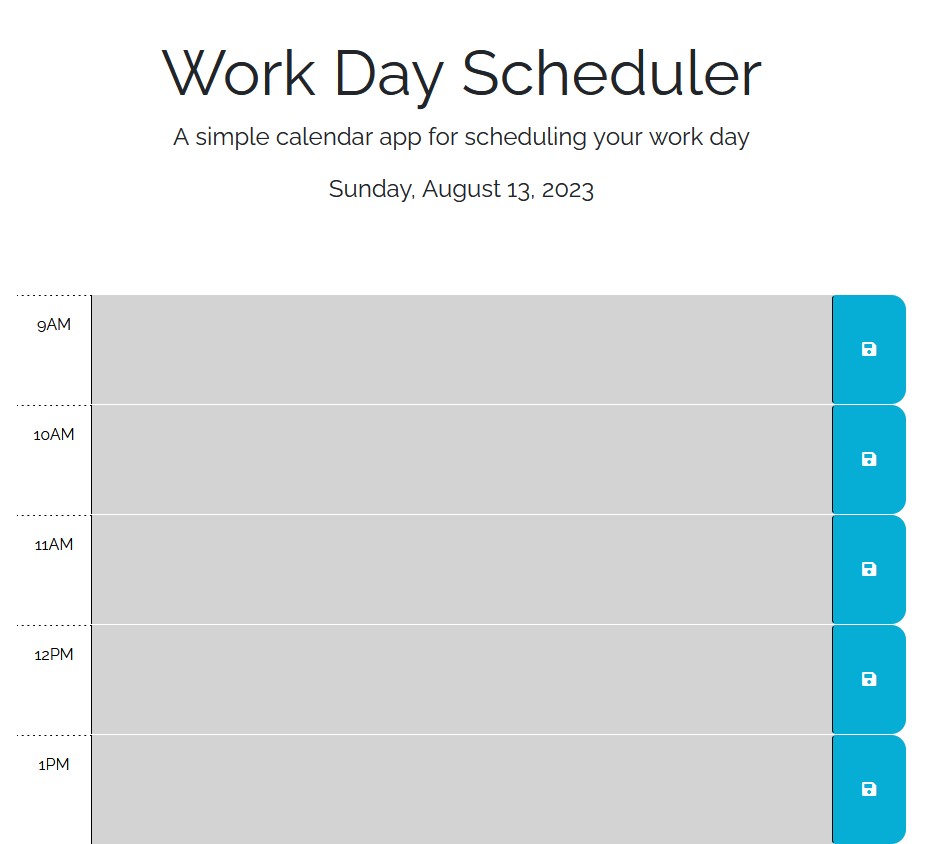 Work Day Scheduler
A simple calendar app for scheduling your work day
Sunday, August 13, 2023
9AM
10AM
11AM
12PM
1PM